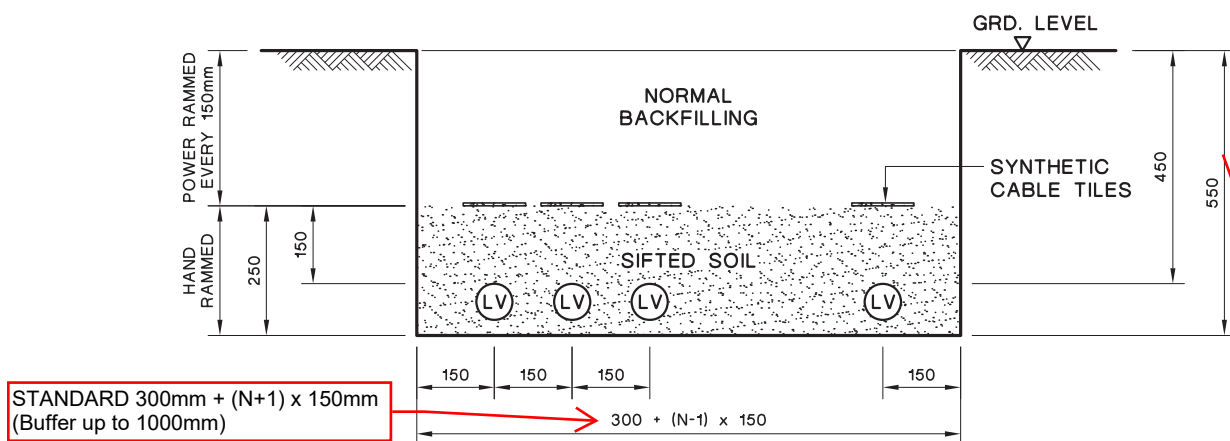 GRD. LEVEL
POWER RAMMED
EVERY 150mm
NORMAL
BACKFILLING
SYNTHETIC
CABLE TILES
450
550
HAND
RAMMED
250
150
SIFTED SOIL
LV LV LV LV
150 150 150 150
STANDARD 300mm + (N+1) x 150mm
(Buffer up to 1000mm)
300 + (N-1) x 150